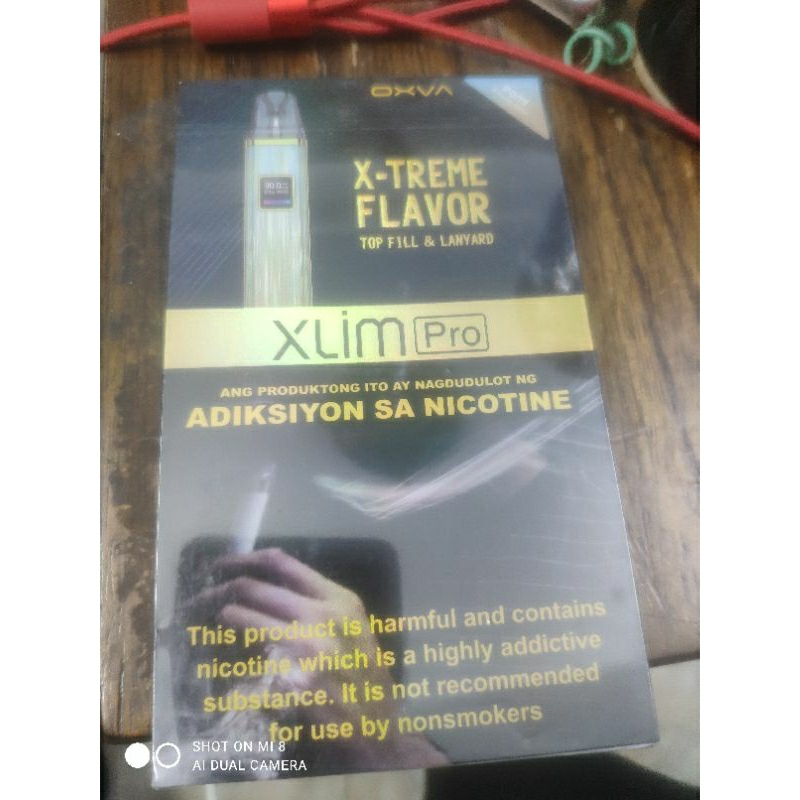 OXVA
X-TREME
FLAVOR
TOP FILL & LANYARD
XLIM Pro
ANG PRODUKTONG ITO AY NAGDUDULOT NG
ADIKSIYON SA NICOTINE
This product is harmful and contains
nicotine which is a highly addictive
substance. It is not recommended
for use by nonsmokers
SHOT ON MI 8
AI DUAL CAMERA